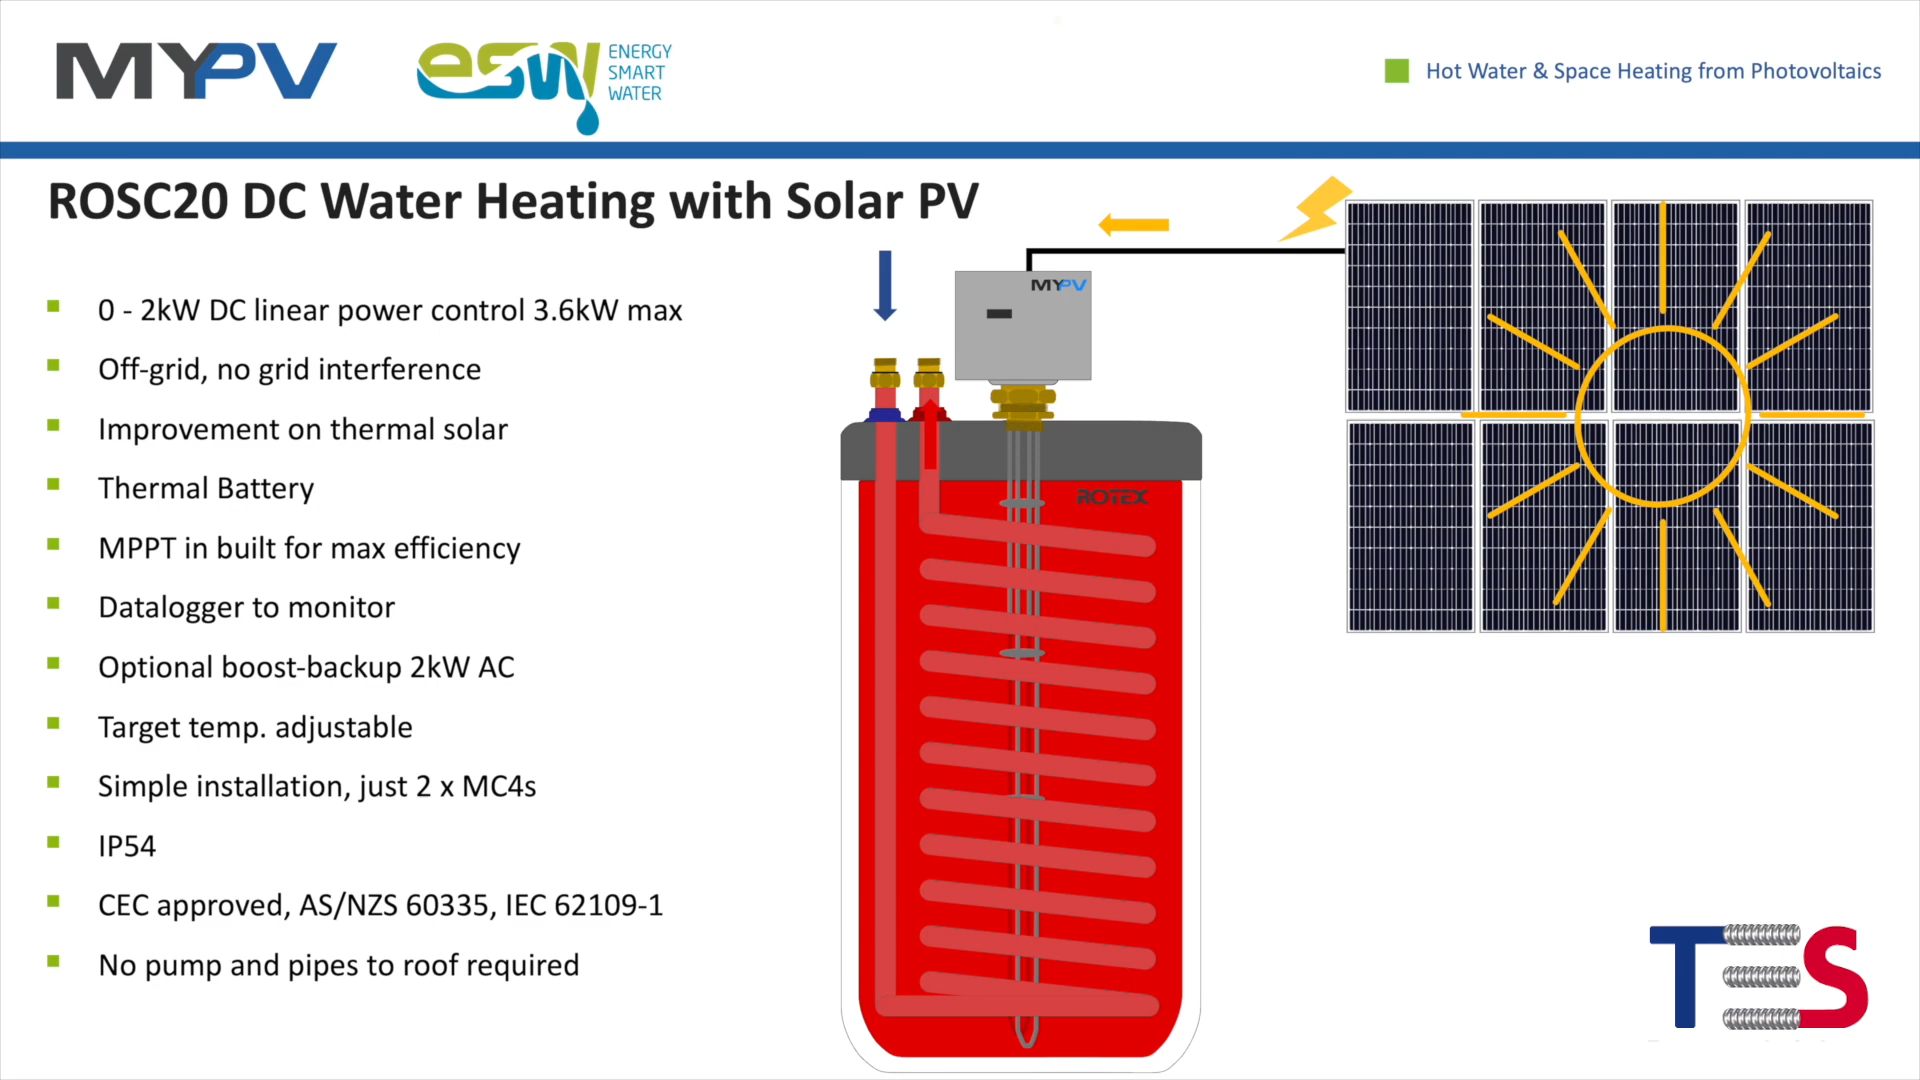 MYPV
esw
ENERGY
SMART
WATER
Hot Water & Space Heating from Photovoltaics
ROSC20 DC Water Heating with Solar PV
0 - 2kW DC linear power control 3.6kW max
Off-grid, no grid interference
Improvement on thermal solar
Thermal Battery
MPPT in built for max efficiency
Datalogger to monitor
Optional boost-backup 2kW AC
Target temp. adjustable
Simple installation, just 2 x MC4s
IP54
CEC approved, AS/NZS 60335, IEC 62109-1
No pump and pipes to roof required
MYPV
ROTEX
TES